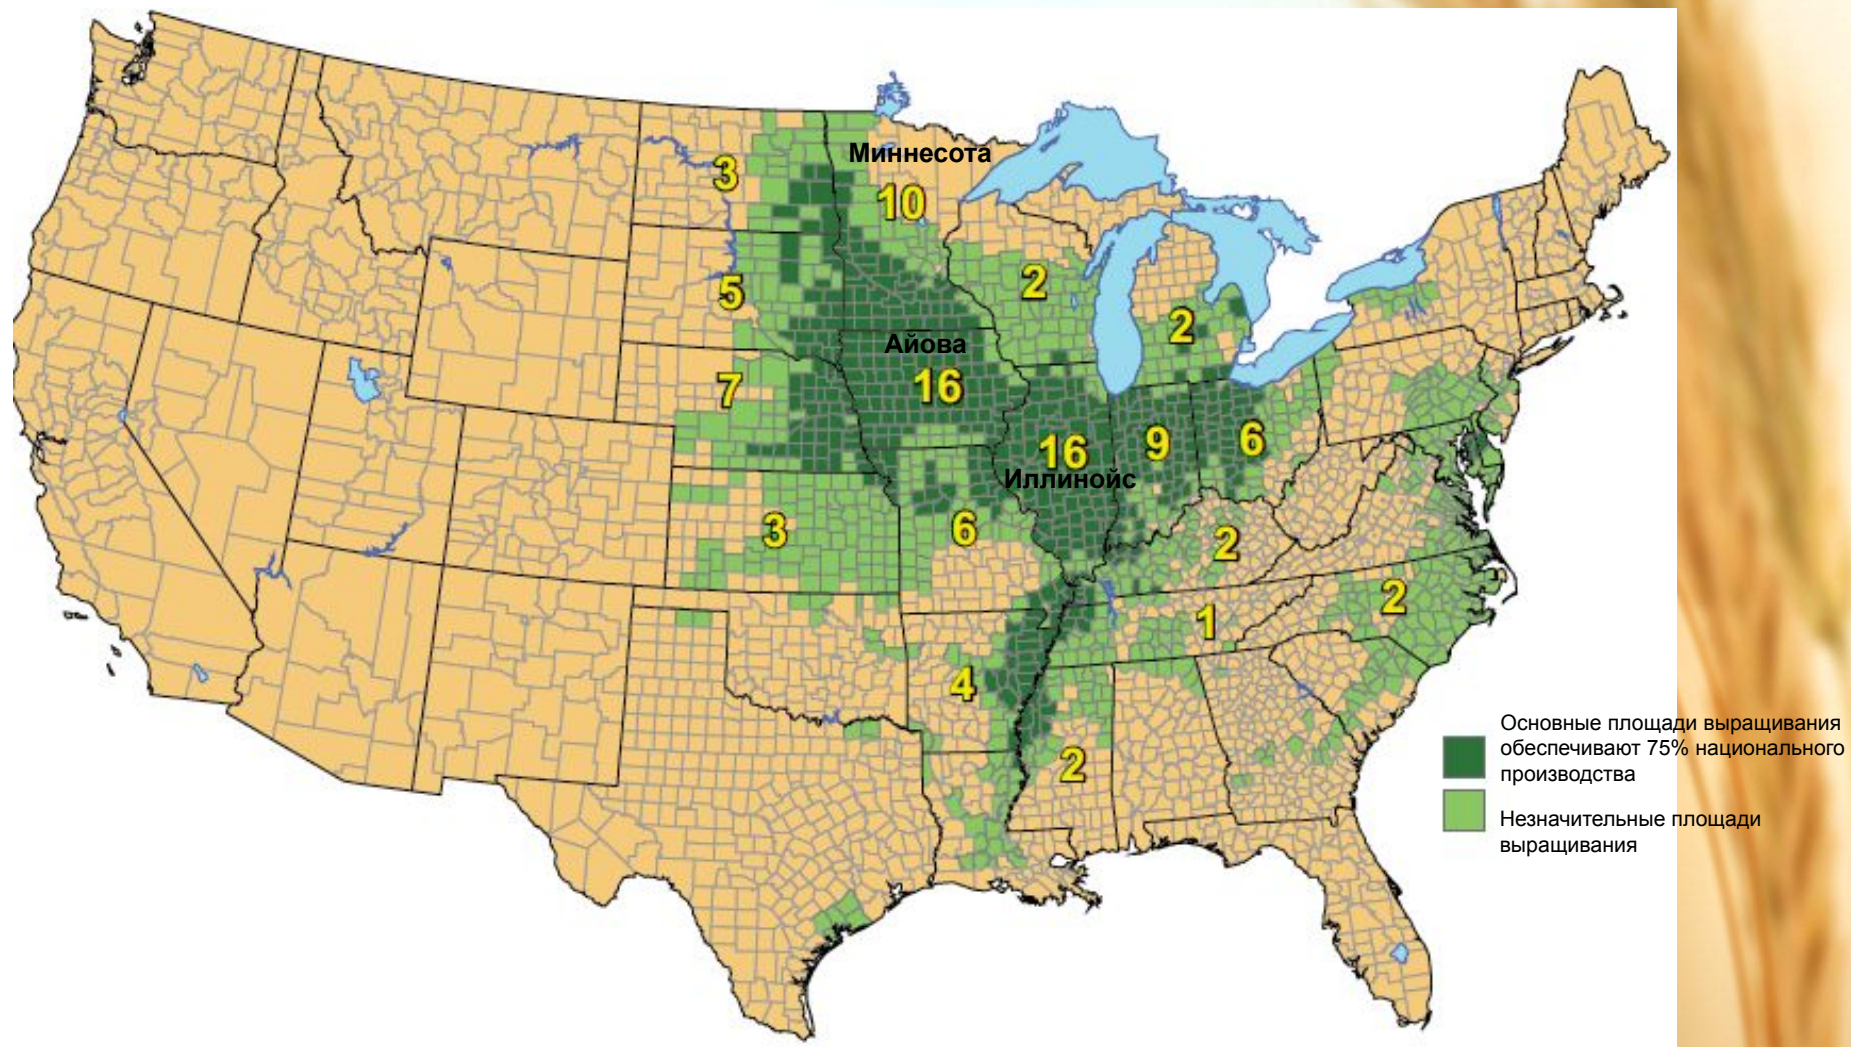 3
Миннесота
10
5
2
2
Айова
7
16
16
9
6
Иллинойс
3
6
2
2
1
4
2
Основные площади выращивания
обеспечивают 75% национального
производства
Незначительные площади
выращивания